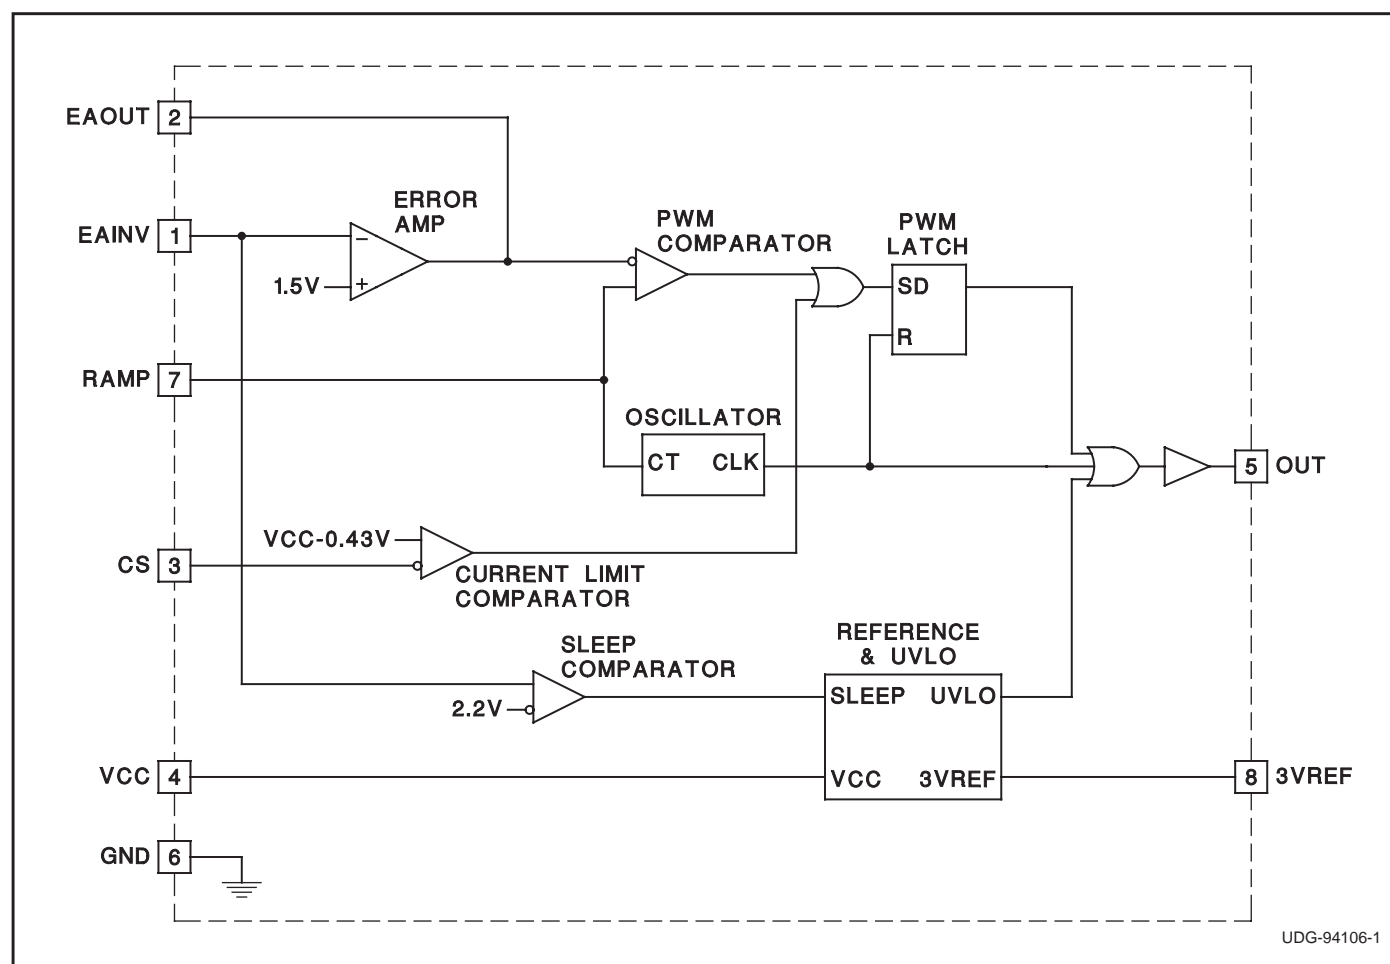 EAOUT 2
ERROR
AMP
EAINV 1
−
1.5V
+
PWM
COMPARATOR
PWM
LATCH
SD
R
RAMP 7
OSCILLATOR
CT CLK
5 OUT
VCC-0.43V
CS 3
CURRENT LIMIT
COMPARATOR
SLEEP
COMPARATOR
2.2V
REFERENCE
& UVLO
SLEEP UVLO
VCC 4
VCC 3VREF
8 3VREF
GND 6
UDG-94106-1